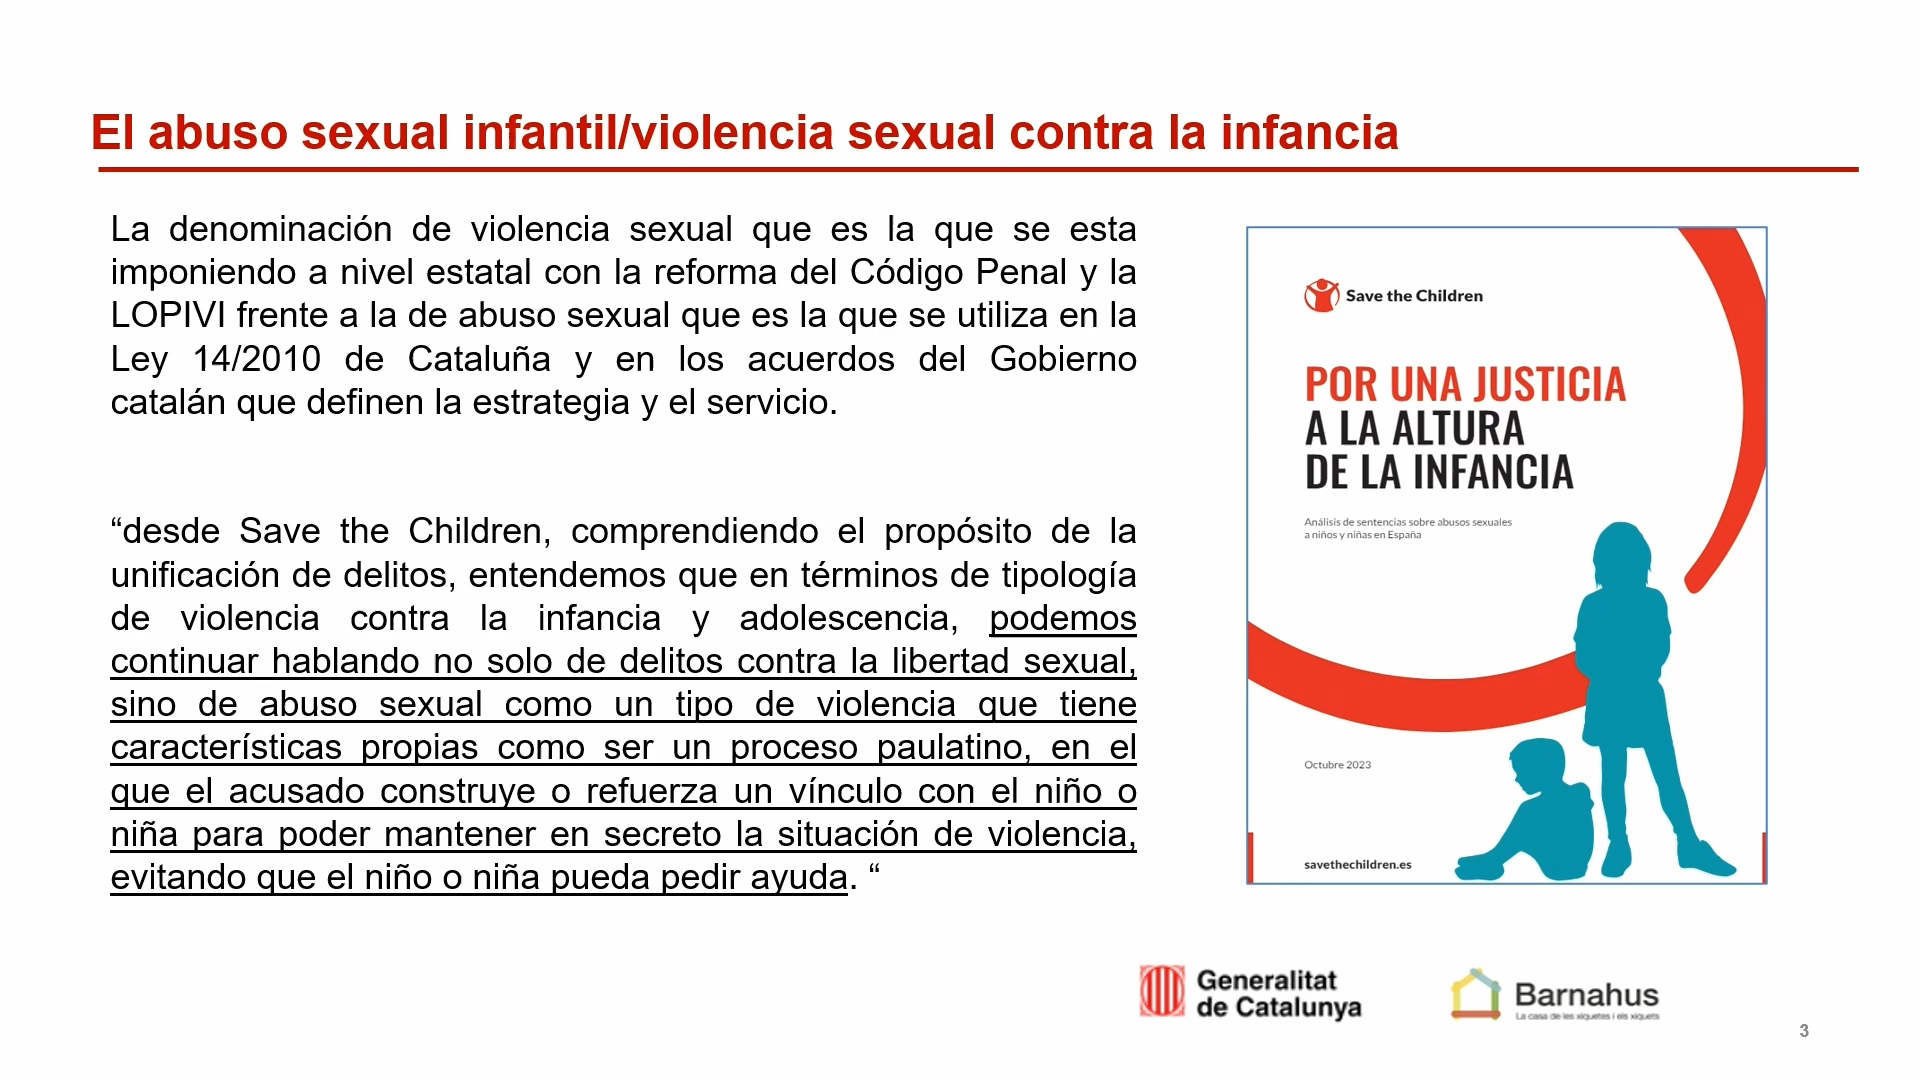 El abuso sexual infantil/violencia sexual contra la infancia
La denominación de violencia sexual que es la que se esta
imponiendo a nivel estatal con la reforma del Código Penal y la
LOPIVI frente a la de abuso sexual que es la que se utiliza en la
Ley 14/2010 de Cataluña y en los acuerdos del Gobierno
catalán que definen la estrategia y el servicio.
“desde Save the Children, comprendiendo el propósito de la
unificación de delitos, entendemos que en términos de tipología
de violencia contra la infancia y adolescencia, podemos
continuar hablando no solo de delitos contra la libertad sexual,
sino de abuso sexual como un tipo de violencia que tiene
características propias como ser un proceso paulatino, en el
que el acusado construye o refuerza un vínculo con el niño o
niña para poder mantener en secreto la situación de violencia,
evitando que el niño o niña pueda pedir ayuda. “
Save the Children
POR UNA JUSTICIA
A LA ALTURA
DE LA INFANCIA
Análisis de sentencias sobre abusos sexuales
a niños y niñas en España
Octubre 2023
savethechildren.es
Generalitat
de Catalunya
Barnahus
La casa de les xiquetes i els xiquets
3